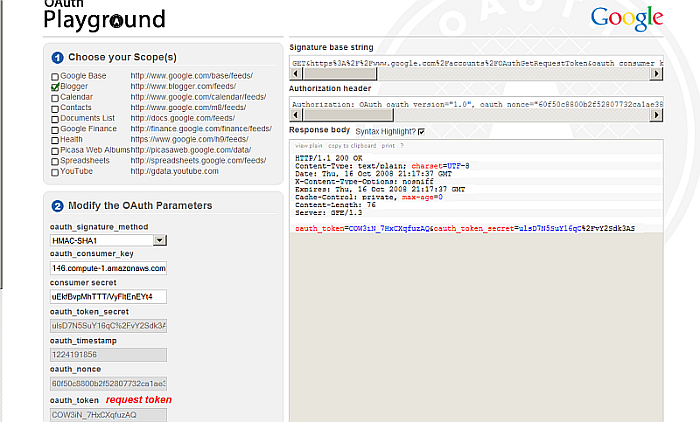 OAuth
Playground
Google
1 Choose your Scope(s)
Google Base http://www.google.com/base/feeds/
Blogger http://www.blogger.com/feeds/
Calendar http://www.google.com/calendar/feeds/
Contacts http://www.google.com/m8/feeds/
Documents List http://docs.google.com/feeds/
Google Finance http://finance.google.com/finance/feeds/
Health https://www.google.com/h9/feeds/
Picasa Web Albums http://picasaweb.google.com/data/
Spreadsheets http://spreadsheets.google.com/feeds/
YouTube http://gdata.youtube.com
2 Modify the OAuth Parameters
oauth_signature_method
HMAC-SHA1
oauth_consumer_key
146.compute-1.amazonaws.com
consumer secret
uEkfBvpMhTTT/VyFltEnEYt4
oauth_token_secret
ulsD7N5SuY16qC%2FvY2Sdk3A
oauth_timestamp
1224191856
oauth_nonce
60f50c8800b2f52807732ca1ae3
oauth_token request token
COW3iN_7HxCXqfuzAQ
Signature base string
GET&https%3A%2F%2Fwww.google.com%2Faccounts%2FOAuthGetRequestToken&oauth_consumer_k
Authorization header
Authorization: OAuth oauth_version="1.0", oauth_nonce="60f50c8800b2f52807732ca1ae38
Response body Syntax Highlight?
view plain copy to clipboard print ?
HTTP/1.1 200 OK
Content-Type: text/plain; charset=UTF-8
Date: Thu, 16 Oct 2008 21:17:37 GMT
X-Content-Type-Options: nosniff
Expires: Thu, 16 Oct 2008 21:17:37 GMT
Cache-Control: private, max-age=0
Content-Length: 76
Server: GFE/1.3
oauth_token=COW3iN_7HxCXqfuzAQ&oauth_token_secret=ulsD7N5SuY16qC%2FvY2Sdk3AS